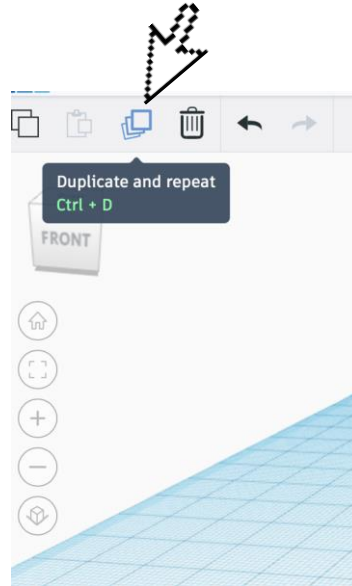 Duplicate and repeat
Ctrl + D
FRONT